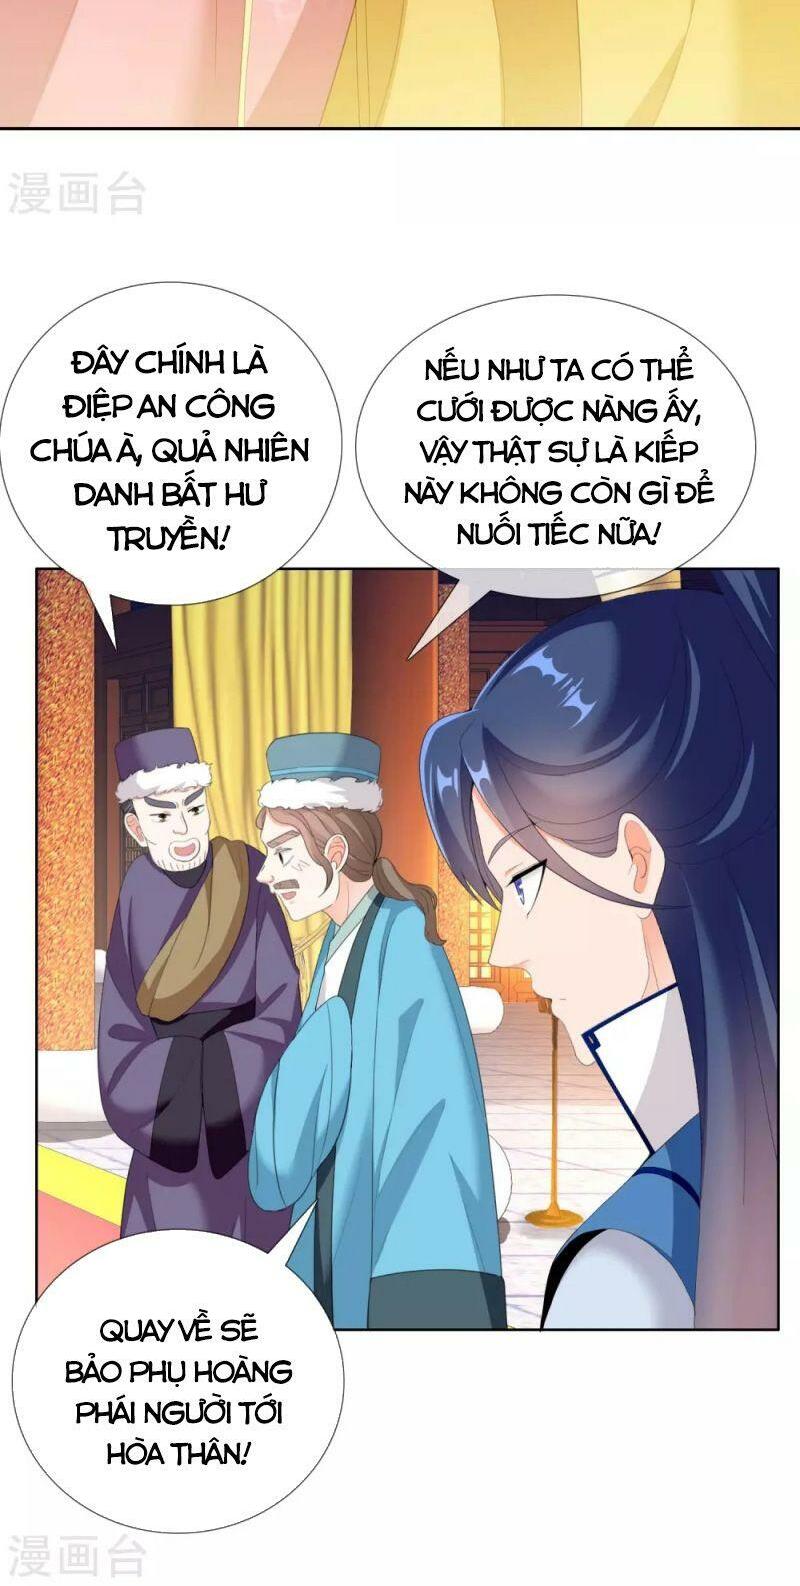 漫画台
ĐÂY CHÍNH LÀ
ĐIỆP AN CÔNG
CHÚA À, QUẢ NHIÊN
DANH BẤT HƯ
TRUYỀN!
NẾU NHƯ TA CÓ THỂ
CƯỚI ĐƯỢC NÀNG ẤY,
VẬY THẬT SỰ LÀ KIẾP
NÀY KHÔNG CÒN GÌ ĐỂ
NUỐI TIẾC NỮA!
QUAY VỀ SẼ
BẢO PHỤ HOÀNG
PHÁI NGƯỜI TỚI
HÒA THÂN!
漫画台